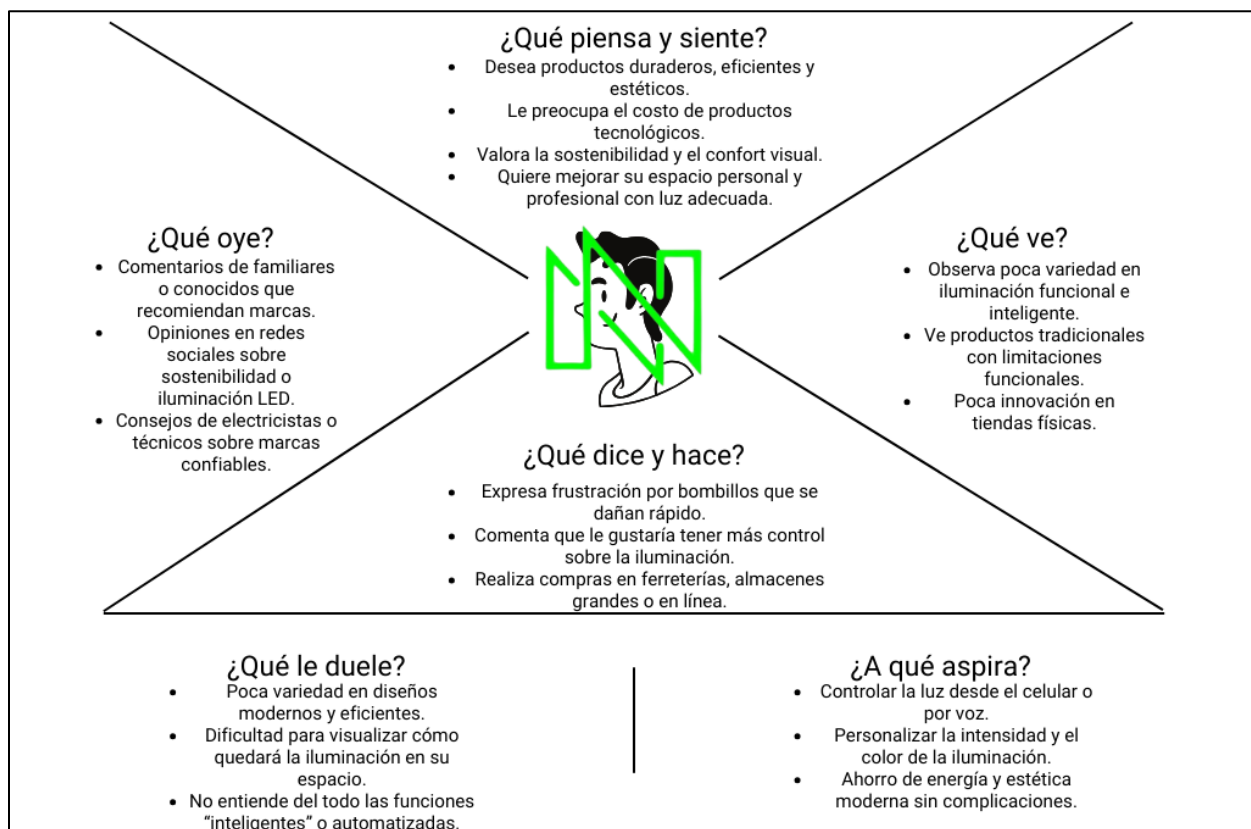 ¿Qué piensa y siente?
• Desea productos duraderos, eficientes y
estéticos.
• Le preocupa el costo de productos
tecnológicos.
• Valora la sostenibilidad y el confort visual.
• Quiere mejorar su espacio personal y
profesional con luz adecuada.
¿Qué oye?
• Comentarios de familiares
o conocidos que
recomiendan marcas.
• Opiniones en redes
sociales sobre
sostenibilidad o
iluminación LED.
• Consejos de electricistas o
técnicos sobre marcas
confiables.
¿Qué ve?
• Observa poca variedad en
iluminación funcional e
inteligente.
• Ve productos tradicionales
con limitaciones
funcionales.
• Poca innovación en
tiendas físicas.
¿Qué dice y hace?
• Expresa frustración por bombillos que se
dañan rápido.
• Comenta que le gustaría tener más control
sobre la iluminación.
• Realiza compras en ferreterías, almacenes
grandes o en línea.
¿Qué le duele?
• Poca variedad en diseños
modernos y eficientes.
• Dificultad para visualizar cómo
quedará la iluminación en su
espacio.
• No entiende del todo las funciones
“inteligentes” o automatizadas.
¿A qué aspira?
• Controlar la luz desde el celular o
por voz.
• Personalizar la intensidad y el
color de la iluminación.
• Ahorro de energía y estética
moderna sin complicaciones.